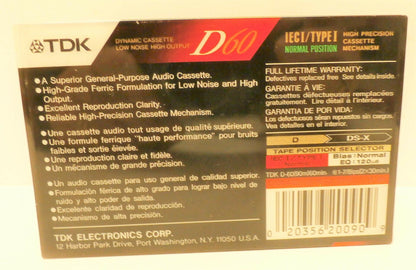 TDK
DYNAMIC CASSETTE
LOW NOISE HIGH OUTPUT
D60
IECI/TYPE I
NORMAL POSITION
HIGH PRECISION
CASSETTE
MECHANISM
• A Superior General-Purpose Audio Cassette.
• High-Grade Ferric Formulation for Low Noise and High
Output.
• Excellent Reproduction Clarity.
• Reliable High-Precision Cassette Mechanism.
• Une cassette audio tout usage de qualité supérieure.
• Une formule ferrique "haute performance" pour bruits
faibles et sortie élevée.
• Une reproduction claire et fidèle.
• Un mécanisme de grande précision.
• Un audio cassette para uso general de calidad superior.
• Formulación férrica de alto grado para lograr bajo nivel de
ruido y alto poder de salida.
• Excelente claridad de reproducción.
• Mecanismo de alta precisión.
TDK ELECTRONICS CORP.
12 Harbor Park Drive, Port Washington, N.Y. 11050 U.S.A.
FULL LIFETIME WARRANTY:
Defectives replaced free. See details inside.
GARANTIE À VIE:
Cassettes défectueuses remplacées
gratuitement. Lire détail à l'intérieur.
GARANTIA DE POR VIDA:
Los defectuosos seran repuestos sin cargos.
Vea detalles en el interior.
D
DS-X
TAPE POSITION SELECTOR
IEC I / TYPE I
Bias: Normal
EQ: 120μs
0 20356 20090 9